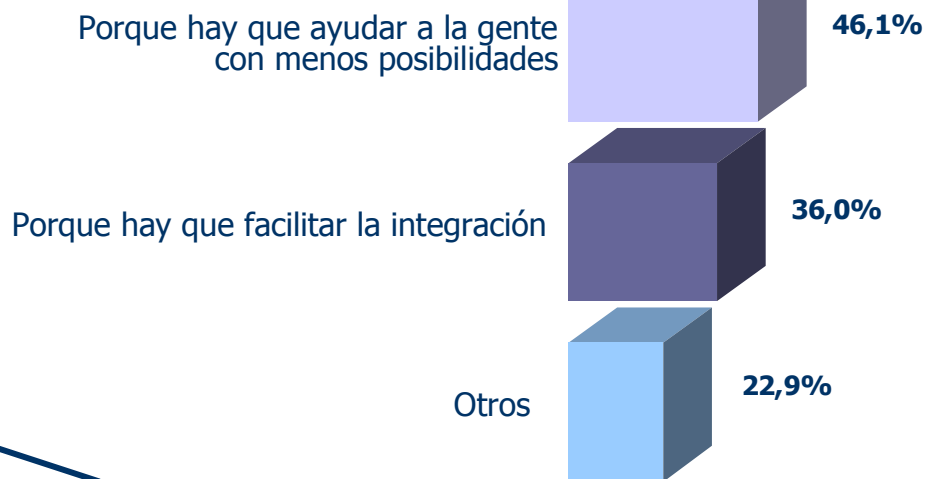 Porque hay que ayudar a la gente
con menos posibilidades
46,1%
Porque hay que facilitar la integración
36,0%
Otros
22,9%